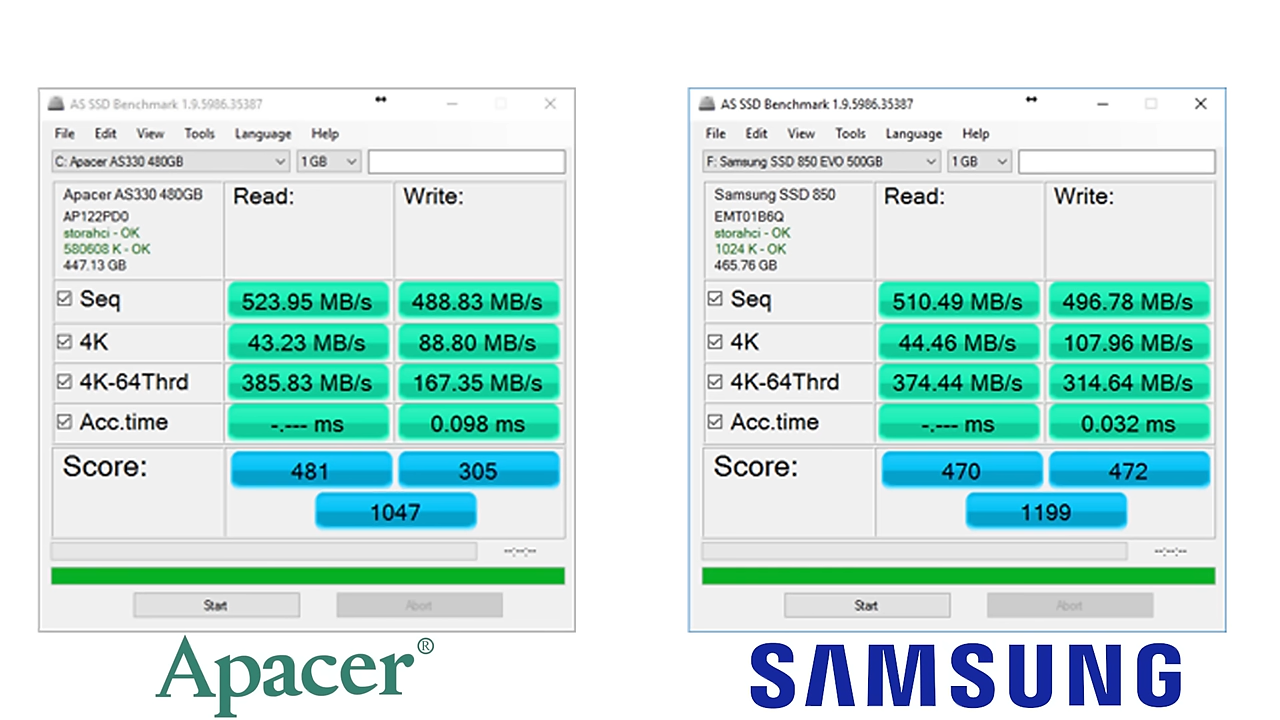 AS SSD Benchmark 1.9.5986.35387
File Edit View Tools Language Help
C: Apacer AS330 480GB 1 GB
Apacer AS330 480GB
AP122PD0
storahci - OK
580608 K - OK
447.13 GB
Read: Write:
Seq 523.95 MB/s 488.83 MB/s
4K 43.23 MB/s 88.80 MB/s
4K-64Thrd 385.83 MB/s 167.35 MB/s
Acc.time -.--- ms 0.098 ms
Score: 481 305
1047
--:--:--
Start Abort
Apacer®
AS SSD Benchmark 1.9.5986.35387
File Edit View Tools Language Help
F: Samsung SSD 850 EVO 500GB 1 GB
Samsung SSD 850
EMT01B6Q
storahci - OK
1024 K - OK
465.76 GB
Read: Write:
Seq 510.49 MB/s 496.78 MB/s
4K 44.46 MB/s 107.96 MB/s
4K-64Thrd 374.44 MB/s 314.64 MB/s
Acc.time -.--- ms 0.032 ms
Score: 470 472
1199
--:--:--
Start Abort
SAMSUNG